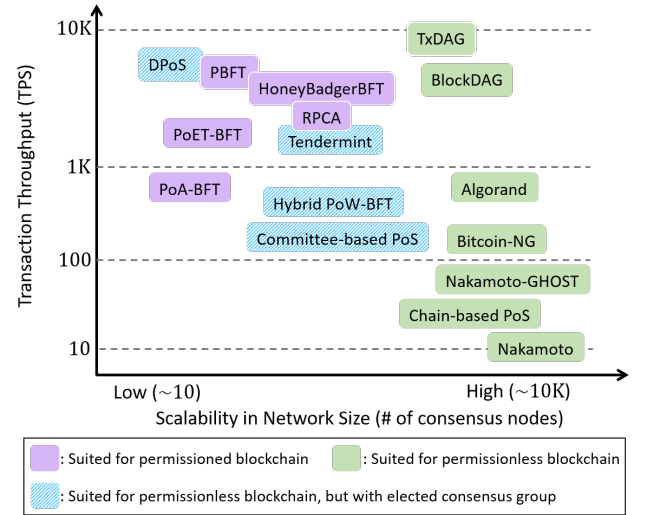 10K
TxDAG
DPoS
PBFT
BlockDAG
HoneyBadgerBFT
RPCA
PoET-BFT
Tendermint
1K
PoA-BFT
Algorand
Hybrid PoW-BFT
Committee-based PoS
Bitcoin-NG
100
Nakamoto-GHOST
Chain-based PoS
10
Nakamoto
Transaction Throughput (TPS)
Low (~10)
High (~10K)
Scalability in Network Size (# of consensus nodes)
: Suited for permissioned blockchain
: Suited for permissionless blockchain
: Suited for permissionless blockchain, but with elected consensus group